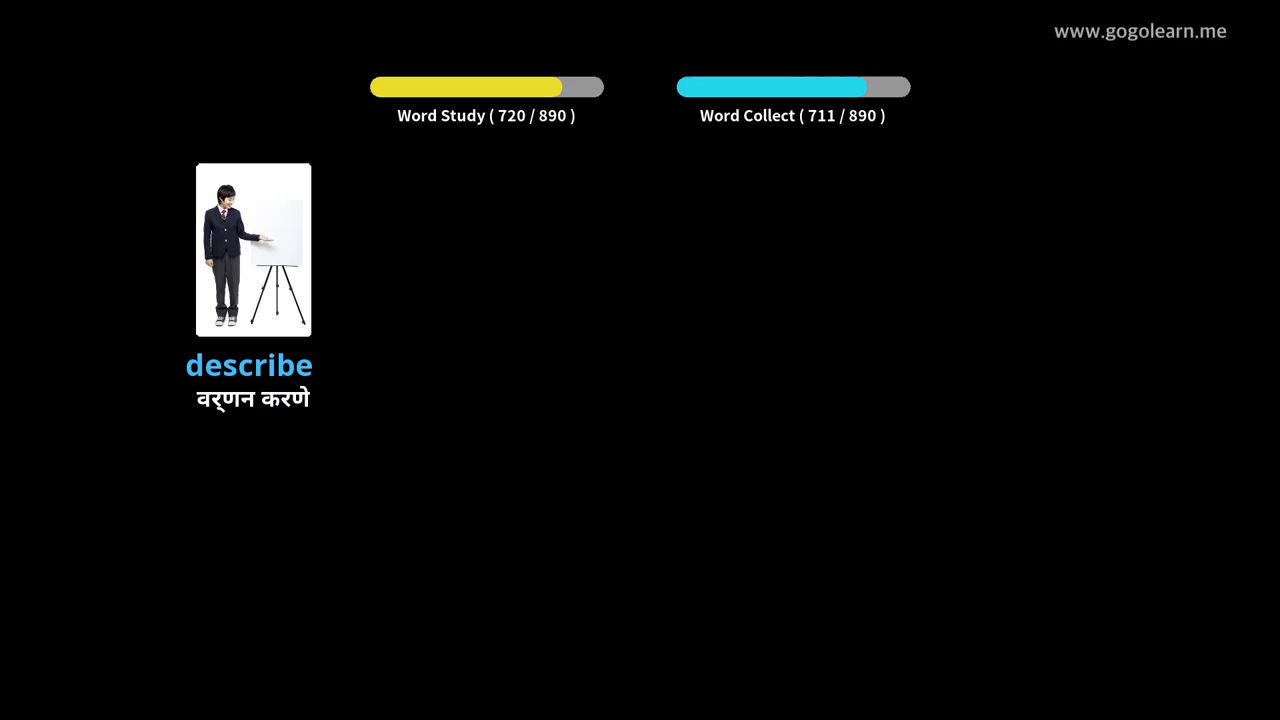 www.gogolearn.me
Word Study ( 720 / 890 )
Word Collect ( 711 / 890 )
describe
वर्णन करणे